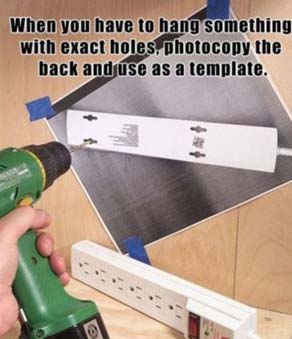 When you have to hang something
with exact holes, photocopy the
back and use as a template.